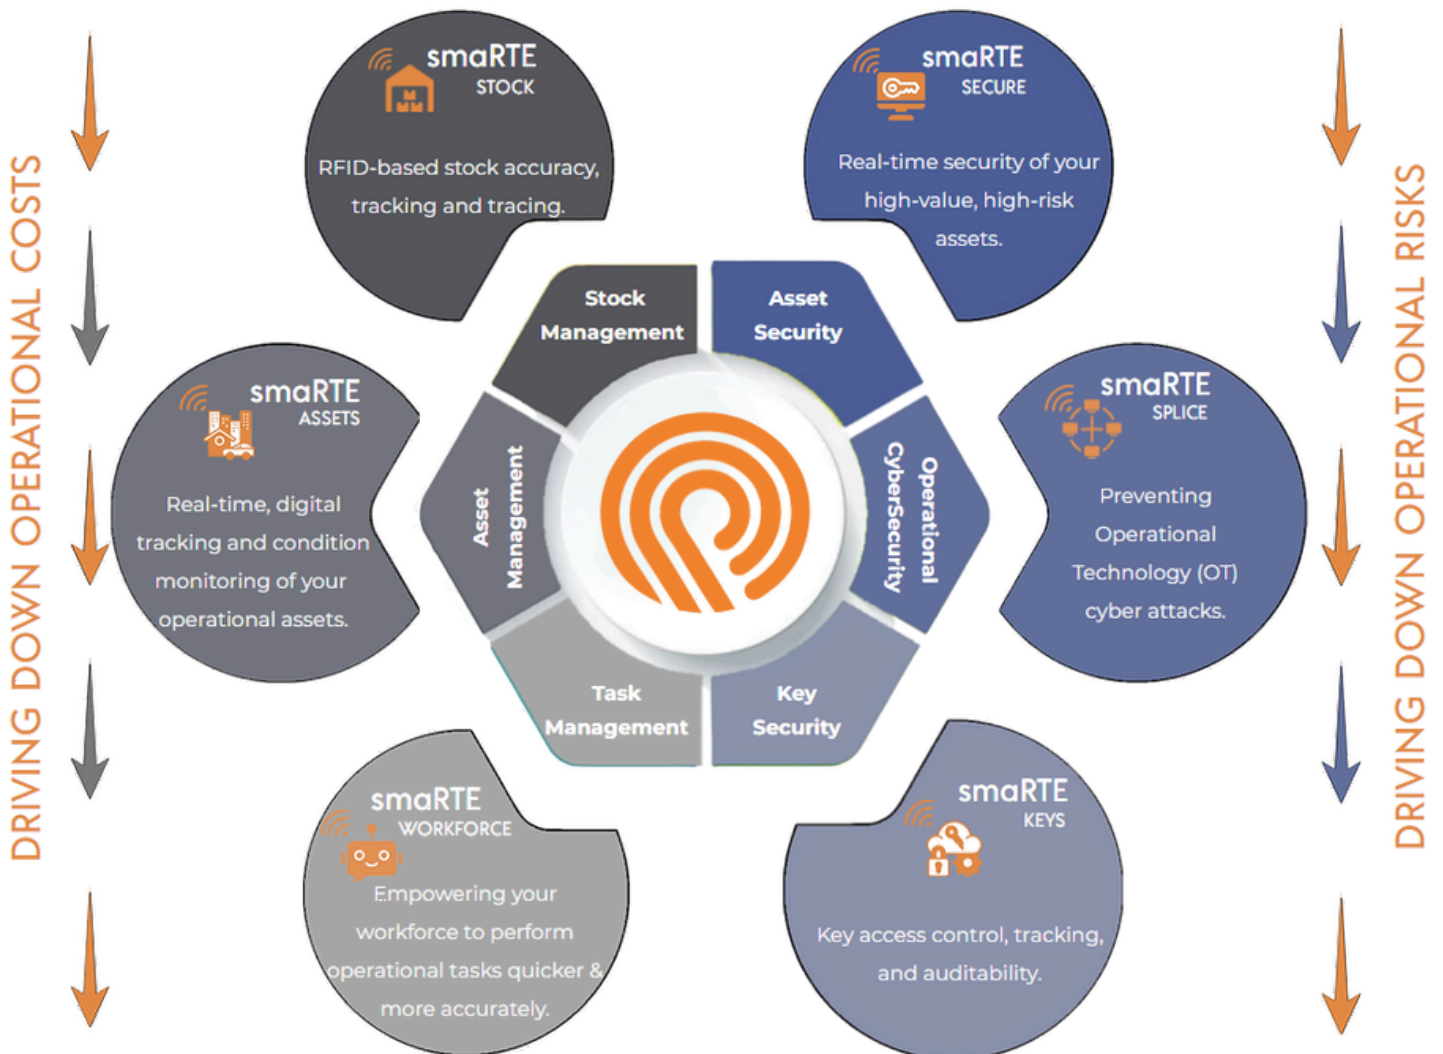 DRIVING DOWN OPERATIONAL COSTS
smaRTE
STOCK
RFID-based stock accuracy,
tracking and tracing.
smaRTE
SECURE
Real-time security of your
high-value, high-risk
assets.
DRIVING DOWN OPERATIONAL RISKS
Stock
Management
Asset
Security
smaRTE
ASSETS
Real-time, digital
tracking and condition
monitoring of your
operational assets.
Asset
Management
Operational
CyberSecurity
smaRTE
SPLICE
Preventing
Operational
Technology (OT)
cyber attacks.
Task
Management
Key
Security
smaRTE
WORKFORCE
Empowering your
workforce to perform
operational tasks quicker &
more accurately.
smaRTE
KEYS
Key access control, tracking,
and auditability.